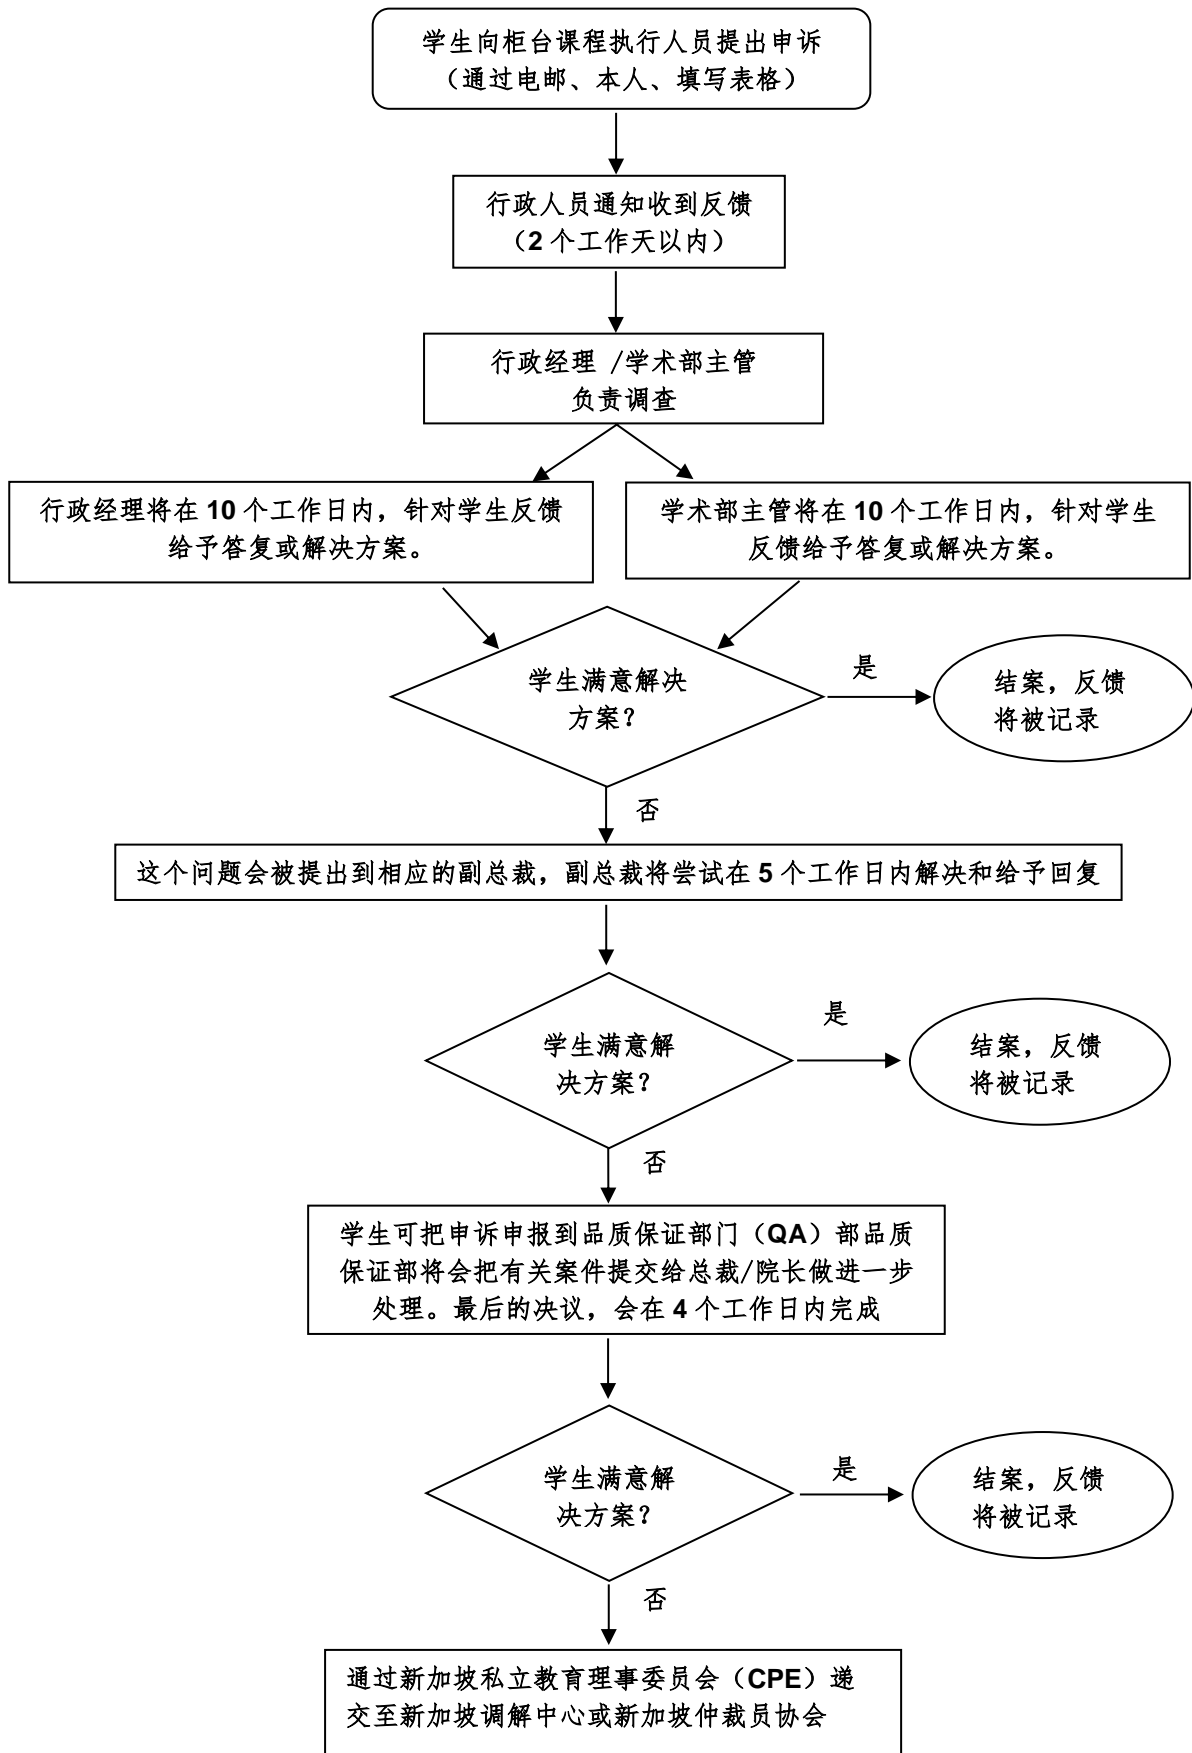 学生向柜台课程执行人员提出申诉
（通过电邮、本人、填写表格）
行政人员通知收到反馈
（2 个工作天以内）
行政经理 /学术部主管
负责调查
行政经理将在 10 个工作日内，针对学生反馈
给予答复或解决方案。
学术部主管将在 10 个工作日内，针对学生
反馈给予答复或解决方案。
学生满意解决
方案？
是
结案，反馈
将被记录
否
这个问题会被提出到相应的副总裁，副总裁将尝试在 5 个工作日内解决和给予回复
学生满意解
决方案？
是
结案，反馈
将被记录
否
学生可把申诉申报到品质保证部门（QA）部品质
保证部将会把有关案件提交给总裁/院长做进一步
处理。最后的决议，会在 4 个工作日内完成
学生满意解
决方案？
是
结案，反馈
将被记录
否
通过新加坡私立教育理事委员会（CPE）递
交至新加坡调解中心或新加坡仲裁员协会